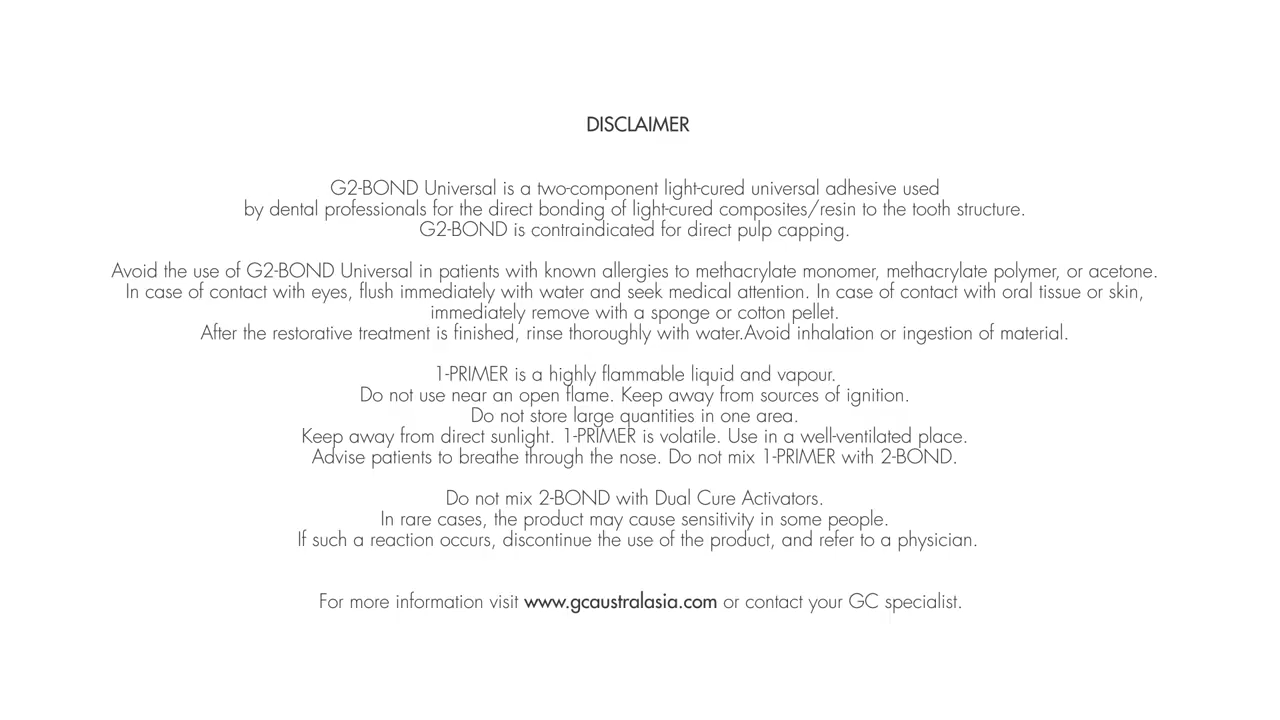 DISCLAIMER
G2-BOND Universal is a two-component light-cured universal adhesive used
by dental professionals for the direct bonding of light-cured composites/resin to the tooth structure.
G2-BOND is contraindicated for direct pulp capping.
Avoid the use of G2-BOND Universal in patients with known allergies to methacrylate monomer, methacrylate polymer, or acetone.
In case of contact with eyes, flush immediately with water and seek medical attention. In case of contact with oral tissue or skin,
immediately remove with a sponge or cotton pellet.
After the restorative treatment is finished, rinse thoroughly with water.Avoid inhalation or ingestion of material.
1-PRIMER is a highly flammable liquid and vapour.
Do not use near an open flame. Keep away from sources of ignition.
Do not store large quantities in one area.
Keep away from direct sunlight. 1-PRIMER is volatile. Use in a well-ventilated place.
Advise patients to breathe through the nose. Do not mix 1-PRIMER with 2-BOND.
Do not mix 2-BOND with Dual Cure Activators.
In rare cases, the product may cause sensitivity in some people.
If such a reaction occurs, discontinue the use of the product, and refer to a physician.
For more information visit www.gcaustralasia.com or contact your GC specialist.